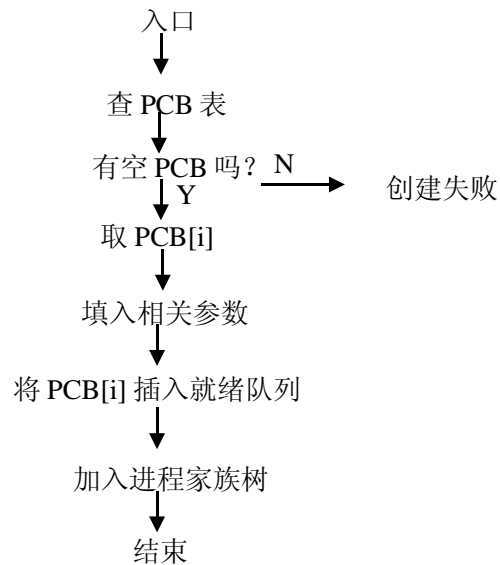 入口
查 PCB 表
有空 PCB 吗？ N
创建失败
Y
取 PCB[i]
填入相关参数
将 PCB[i] 插入就绪队列
加入进程家族树
结束